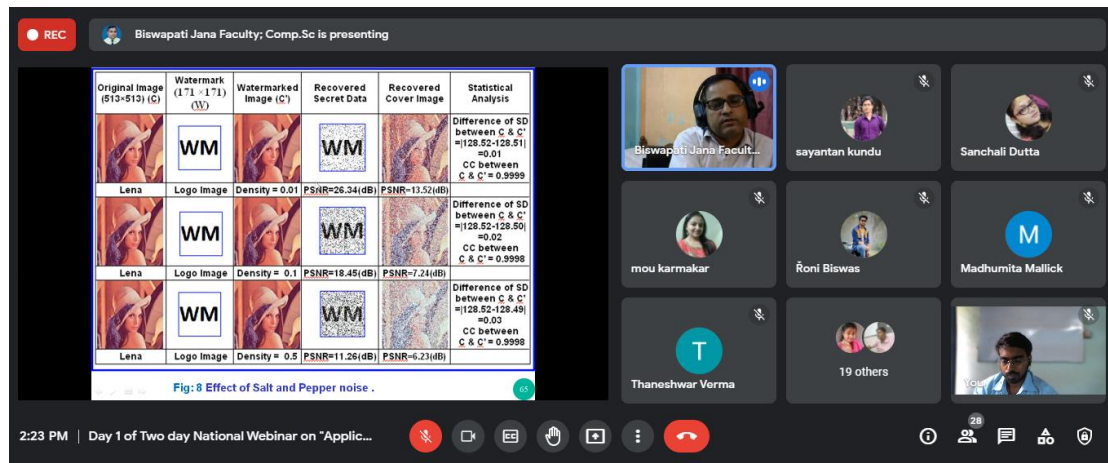 REC
Biswapati Jana Faculty; Comp.Sc is presenting
Original Image
(513×513) (C)
Watermark
(171 ×171)
(W)
Watermarked
Image (C')
Recovered
Secret Data
Recovered
Cover Image
Statistical
Analysis
WM
WM
Difference of SD
between C & C'
=|128.52-128.51|
=0.01
CC between
C & C' = 0.9999
Lena
Logo Image
Density = 0.01
PSNR=26.34(dB)
PSNR=13.52(dB)
WM
WM
Difference of SD
between C & C'
=|128.52-128.50|
=0.02
CC between
C & C' = 0.9998
Lena
Logo Image
Density = 0.1
PSNR=18.45(dB)
PSNR=7.24(dB)
WM
WM
Difference of SD
between C & C'
=|128.52-128.49|
=0.03
CC between
C & C' = 0.9998
Lena
Logo Image
Density = 0.5
PSNR=11.26(dB)
PSNR=6.23(dB)
Fig: 8 Effect of Salt and Pepper noise .
65
Biswapati Jana Facult...
sayantan kundu
Sanchali Dutta
mou karmakar
Řoni Biswas
M
Madhumita Mallick
T
Thaneshwar Verma
19 others
You
2:23 PM | Day 1 of Two day National Webinar on "Applic...
CC
28